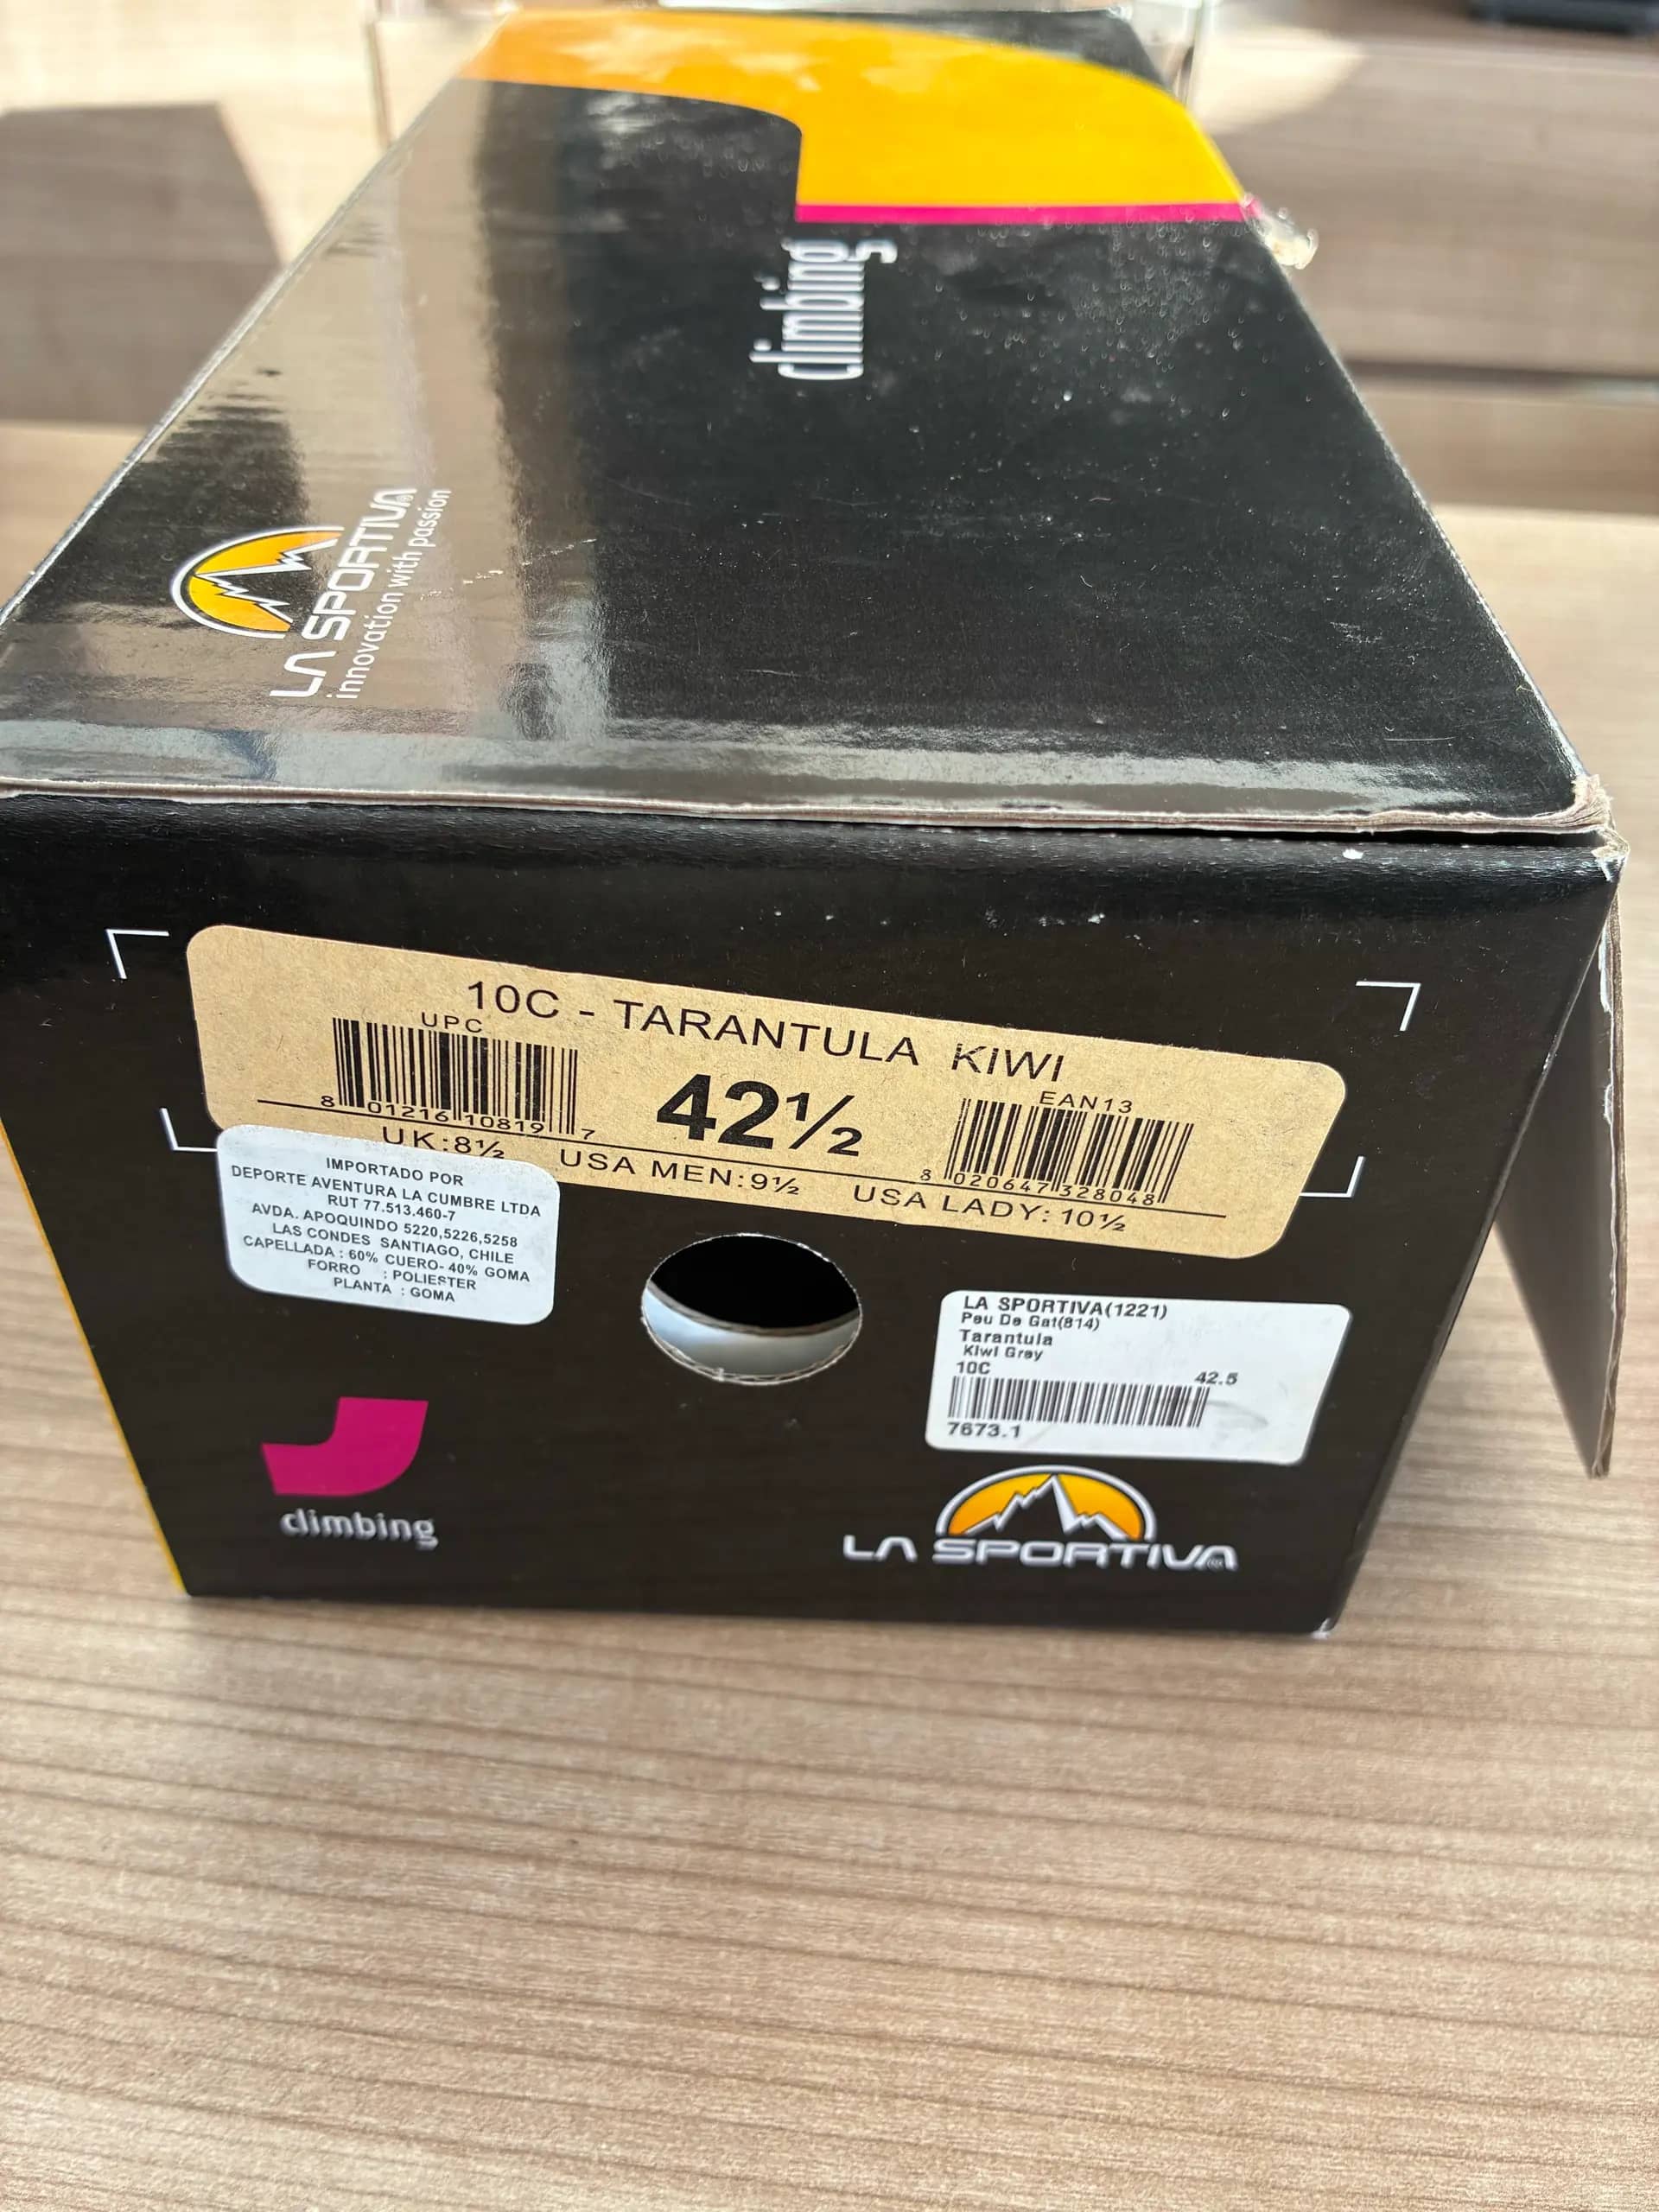 climbing
LA SPORTIVA®
innovation with passion
10C - TARANTULA KIWI
UPC
8 01216 10819 7
42½
EAN13
8 020647 328048
UK:8½ USA MEN:9½ USA LADY:10½
IMPORTADO POR
DEPORTE AVENTURA LA CUMBRE LTDA
RUT 77.513.460-7
AVDA. APOQUINDO 5220,5226,5258
LAS CONDES SANTIAGO, CHILE
CAPELLADA : 60% CUERO- 40% GOMA
FORRO : POLIESTER
PLANTA : GOMA
LA SPORTIVA(1221)
Peu De Gat(814)
Tarantula
Kiwi Grey
10C 42.5
7673.1
climbing
LA SPORTIVA®